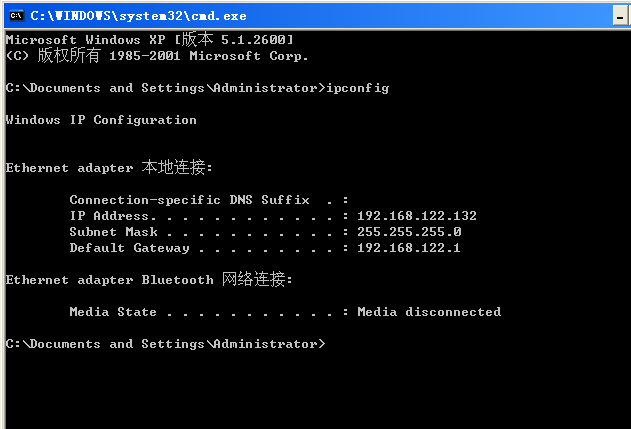 C:\WINDOWS\system32\cmd.exe
Microsoft Windows XP [版本 5.1.2600]
(C) 版权所有 1985-2001 Microsoft Corp.
C:\Documents and Settings\Administrator>ipconfig
Windows IP Configuration
Ethernet adapter 本地连接:
Connection-specific DNS Suffix  . :
IP Address. . . . . . . . . . . . : 192.168.122.132
Subnet Mask . . . . . . . . . . . : 255.255.255.0
Default Gateway . . . . . . . . . : 192.168.122.1
Ethernet adapter Bluetooth 网络连接:
Media State . . . . . . . . . . . : Media disconnected
C:\Documents and Settings\Administrator>